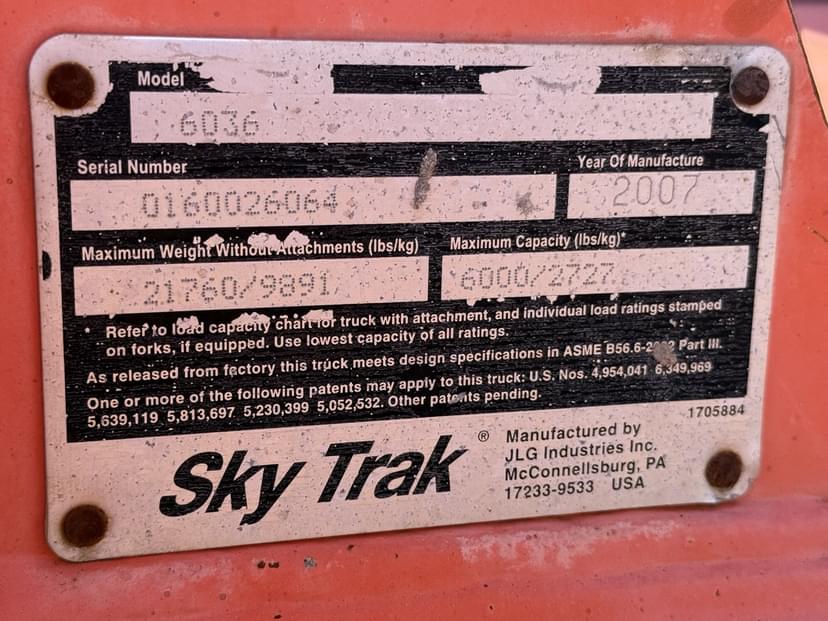 Model
6036
Serial Number Year Of Manufacture
0160026064 2007
Maximum Weight Without Attachments (lbs/kg) Maximum Capacity (lbs/kg)*
21760/9891 6000/2727
* Refer to load capacity chart for truck with attachment, and individual load ratings stamped
on forks, if equipped. Use lowest capacity of all ratings.
As released from factory this truck meets design specifications in ASME Part III.
One or more of the following patents may apply to this truck: U.S. Nos. 4,954,041 6,349,969
5,639,119 5,813,697 5,230,399 5,052,532. Other patents pending.
1705884
Sky Trak ®
Manufactured by
JLG Industries Inc.
McConnellsburg, PA
17233-9533 USA